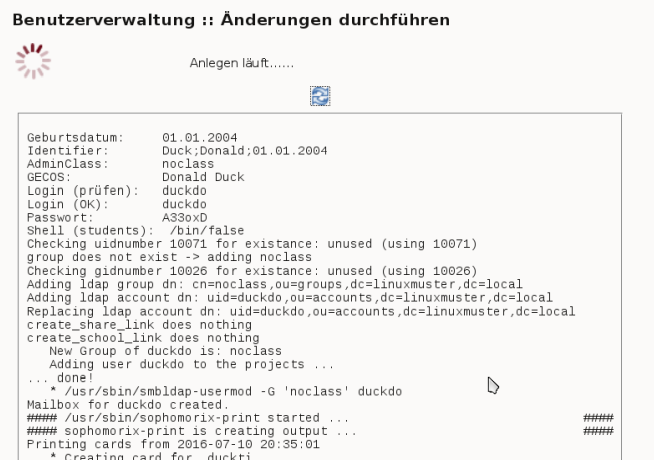 Benutzerverwaltung :: Änderungen durchführen
Anlegen läuft......
Geburtsdatum:     01.01.2004
Identifier:       Duck;Donald;01.01.2004
AdminClass:       noclass
GECOS:            Donald Duck
Login (prüfen):   duckdo
Login (OK):       duckdo
Passwort:         A33oxD
Shell (students):  /bin/false
Checking uidnumber 10071 for existance: unused (using 10071)
group does not exist -> adding noclass
Checking gidnumber 10026 for existance: unused (using 10026)
Adding ldap group dn: cn=noclass,ou=groups,dc=linuxmuster,dc=local
Adding ldap account dn: uid=duckdo,ou=accounts,dc=linuxmuster,dc=local
Replacing ldap account dn: uid=duckdo,ou=accounts,dc=linuxmuster,dc=local
create_share_link does nothing
create_school_link does nothing
   New Group of duckdo is: noclass
   Adding user duckdo to the projects ...
... done!
   * /usr/sbin/smbldap-usermod -G 'noclass' duckdo
Mailbox for duckdo created.
#### /usr/sbin/sophomorix-print started ...                               ####
#### sophomorix-print is creating output ...                              ####
Printing cards from 2016-07-10 20:35:01
   * Creating card for  duckti